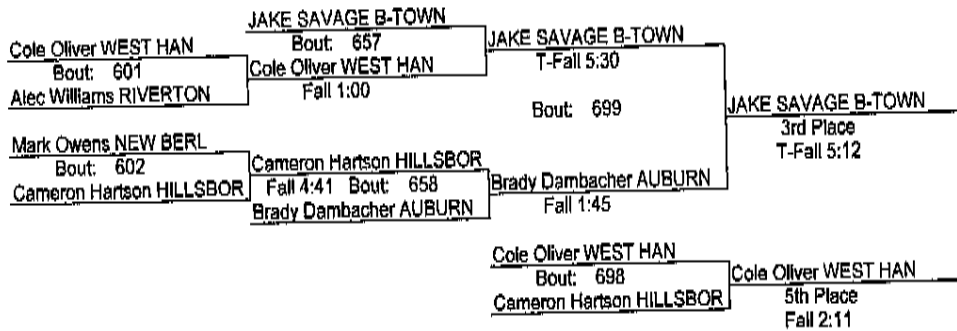 JAKE SAVAGE B-TOWN
Cole Oliver WEST HAN
Bout: 657
JAKE SAVAGE B-TOWN
Bout: 601
Cole Oliver WEST HAN
T-Fall 5:30
Alec Williams RIVERTON
Fall 1:00
Bout: 699
JAKE SAVAGE B-TOWN
3rd Place
T-Fall 5:12
Mark Owens NEW BERL
Bout: 602
Cameron Hartson HILLSBOR
Cameron Hartson HILLSBOR
Fall 4:41 Bout: 658
Brady Dambacher AUBURN
Brady Dambacher AUBURN
Fall 1:45
Cole Oliver WEST HAN
Bout: 698
Cole Oliver WEST HAN
Cameron Hartson HILLSBOR
5th Place
Fall 2:11